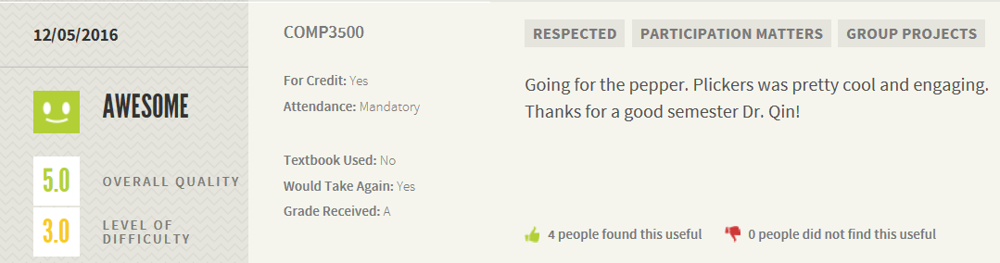 12/05/2016
AWESOME
5.0 OVERALL QUALITY
3.0 LEVEL OF
DIFFICULTY
COMP3500
For Credit: Yes
Attendance: Mandatory
Textbook Used: No
Would Take Again: Yes
Grade Received: A
RESPECTED PARTICIPATION MATTERS GROUP PROJECTS
Going for the pepper. Plickers was pretty cool and engaging.
Thanks for a good semester Dr. Qin!
4 people found this useful 0 people did not find this useful